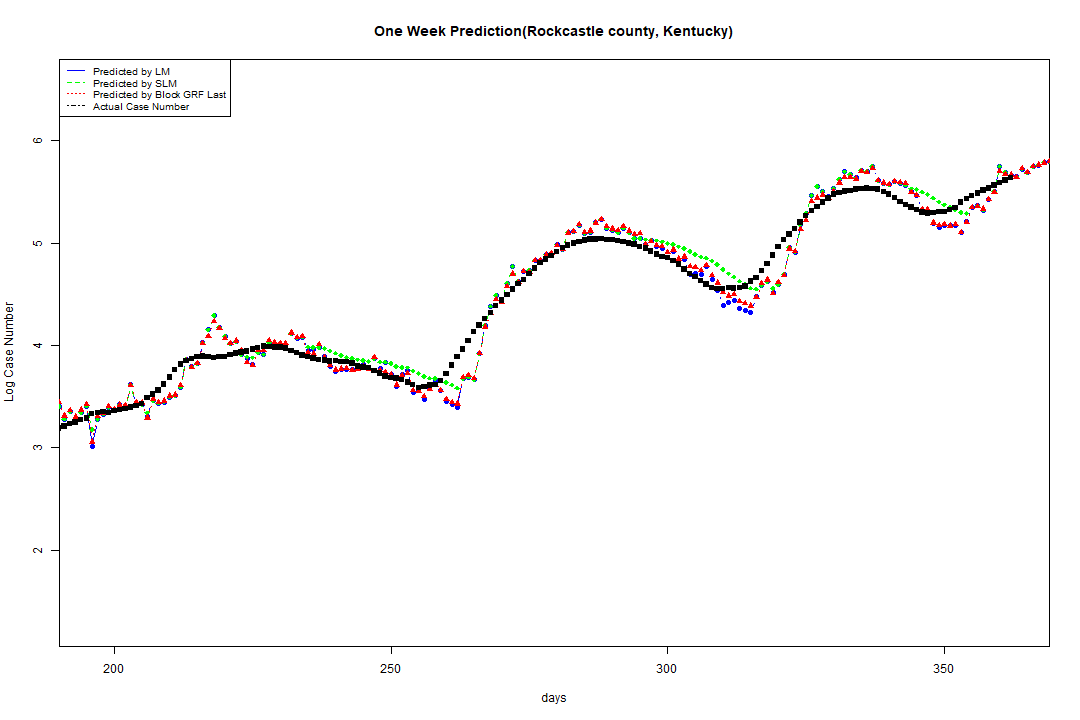 One Week Prediction(Rockcastle county, Kentucky)
Predicted by LM
Predicted by SLM
Predicted by Block GRF Last
Actual Case Number
6
5
4
3
2
Log Case Number
200 250 300 350
days